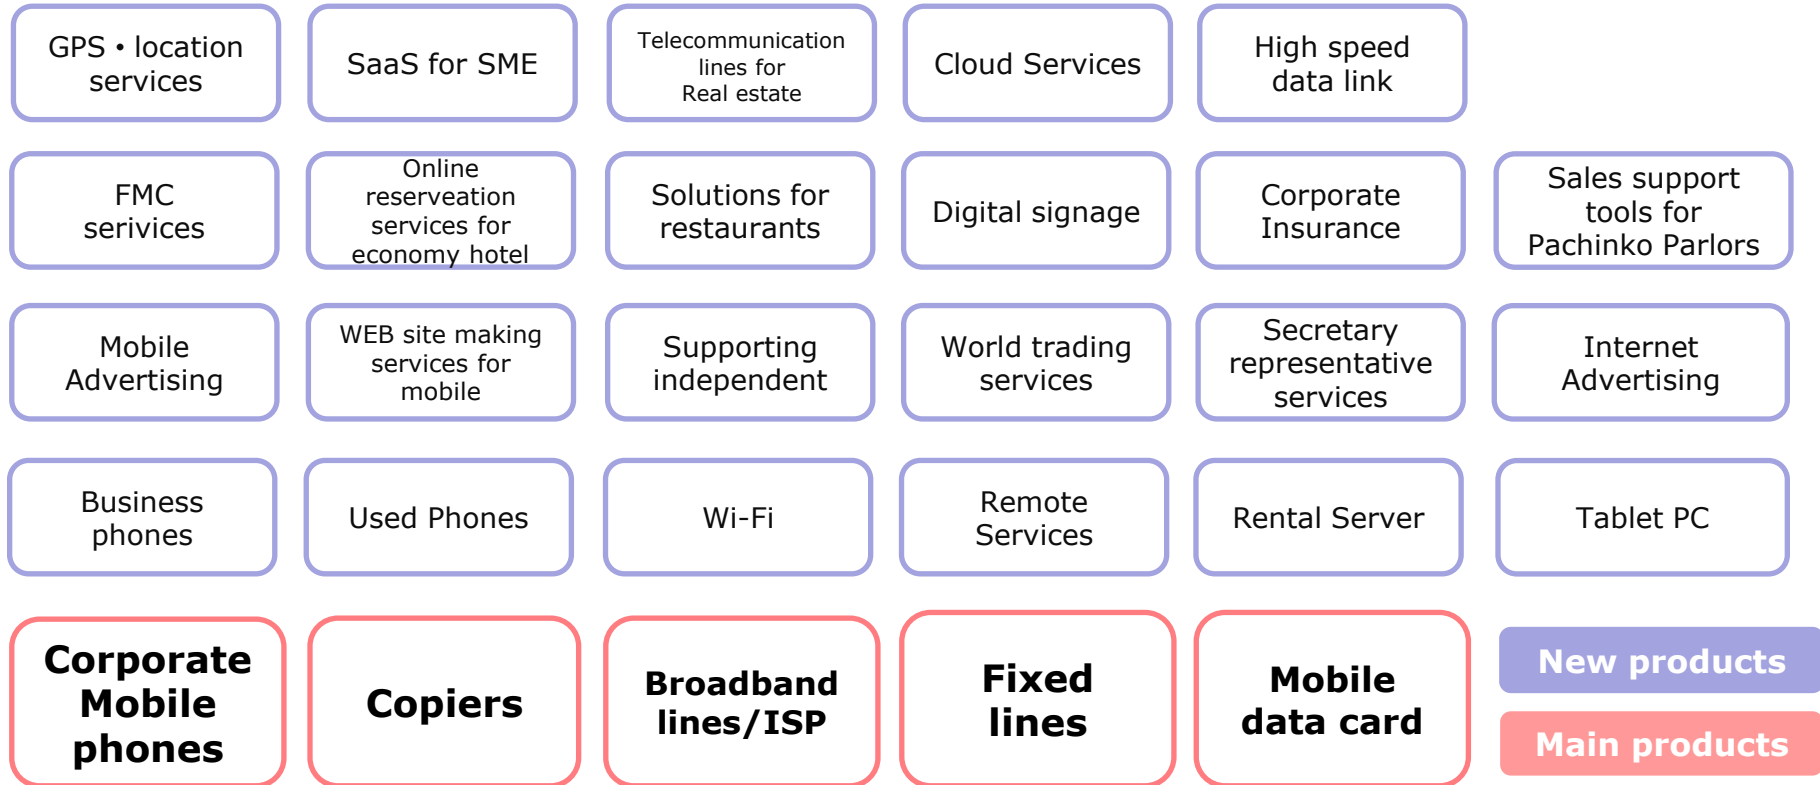 GPS • location
services
SaaS for SME
Telecommunication
lines for
Real estate
Cloud Services
High speed
data link
FMC
serivices
Online
reserveation
services for
economy hotel
Solutions for
restaurants
Digital signage
Corporate
Insurance
Sales support
tools for
Pachinko Parlors
Mobile
Advertising
WEB site making
services for
mobile
Supporting
independent
World trading
services
Secretary
representative
services
Internet
Advertising
Business
phones
Used Phones
Wi-Fi
Remote
Services
Rental Server
Tablet PC
Corporate
Mobile
phones
Copiers
Broadband
lines/ISP
Fixed
lines
Mobile
data card
New products
Main products